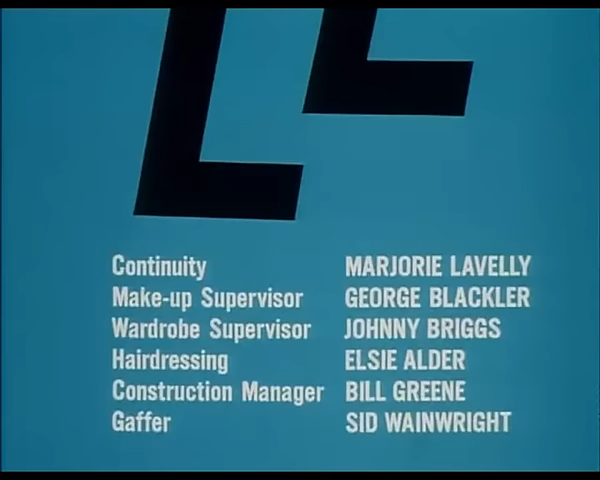 Continuity MARJORIE LAVELLY
Make-up Supervisor GEORGE BLACKLER
Wardrobe Supervisor JOHNNY BRIGGS
Hairdressing ELSIE ALDER
Construction Manager BILL GREENE
Gaffer SID WAINWRIGHT